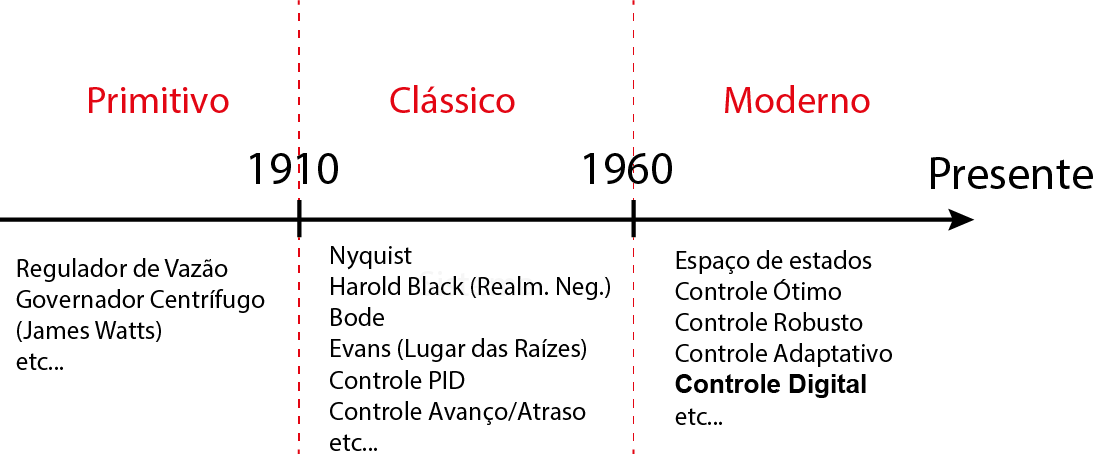 Primitivo
Clássico
Moderno
1910
1960
Presente
Regulador de Vazão
Governador Centrífugo
(James Watts)
etc...
Nyquist
Harold Black (Realm. Neg.)
Bode
Evans (Lugar das Raízes)
Controle PID
Controle Avanço/Atraso
etc...
Espaço de estados
Controle Ótimo
Controle Robusto
Controle Adaptativo
Controle Digital
etc...